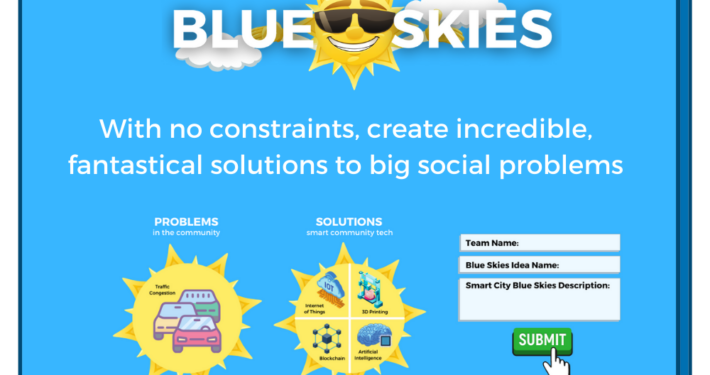 BLUE SKIES
With no constraints, create incredible,
fantastical solutions to big social problems
PROBLEMS
in the community
SOLUTIONS
smart community tech
Traffic
Congestion
IOT
Internet
of Things
3D Printing
Blockchain
Artificial
Intelligence
Team Name:
Blue Skies Idea Name:
Smart City Blue Skies Description:
SUBMIT